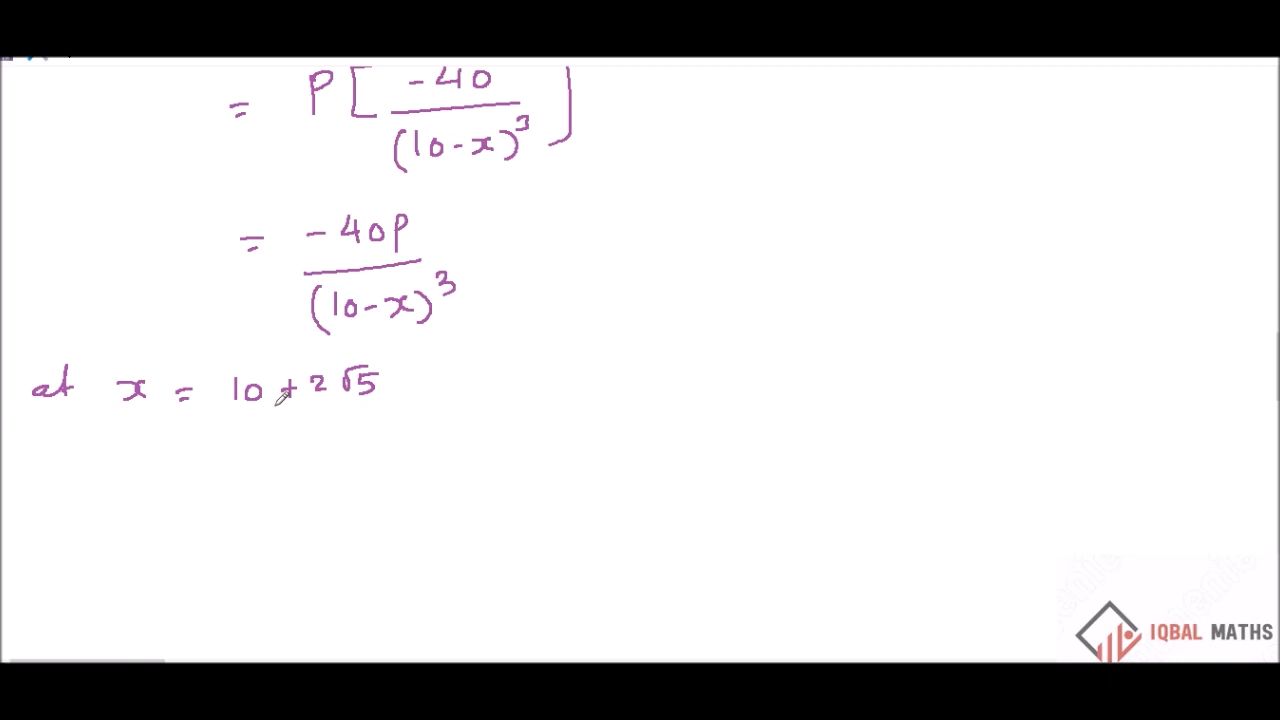 = P [ -40 / (10-x)^3 ]
= -40P / (10-x)^3
at x = 10 + 2√5
IQBAL MATHS